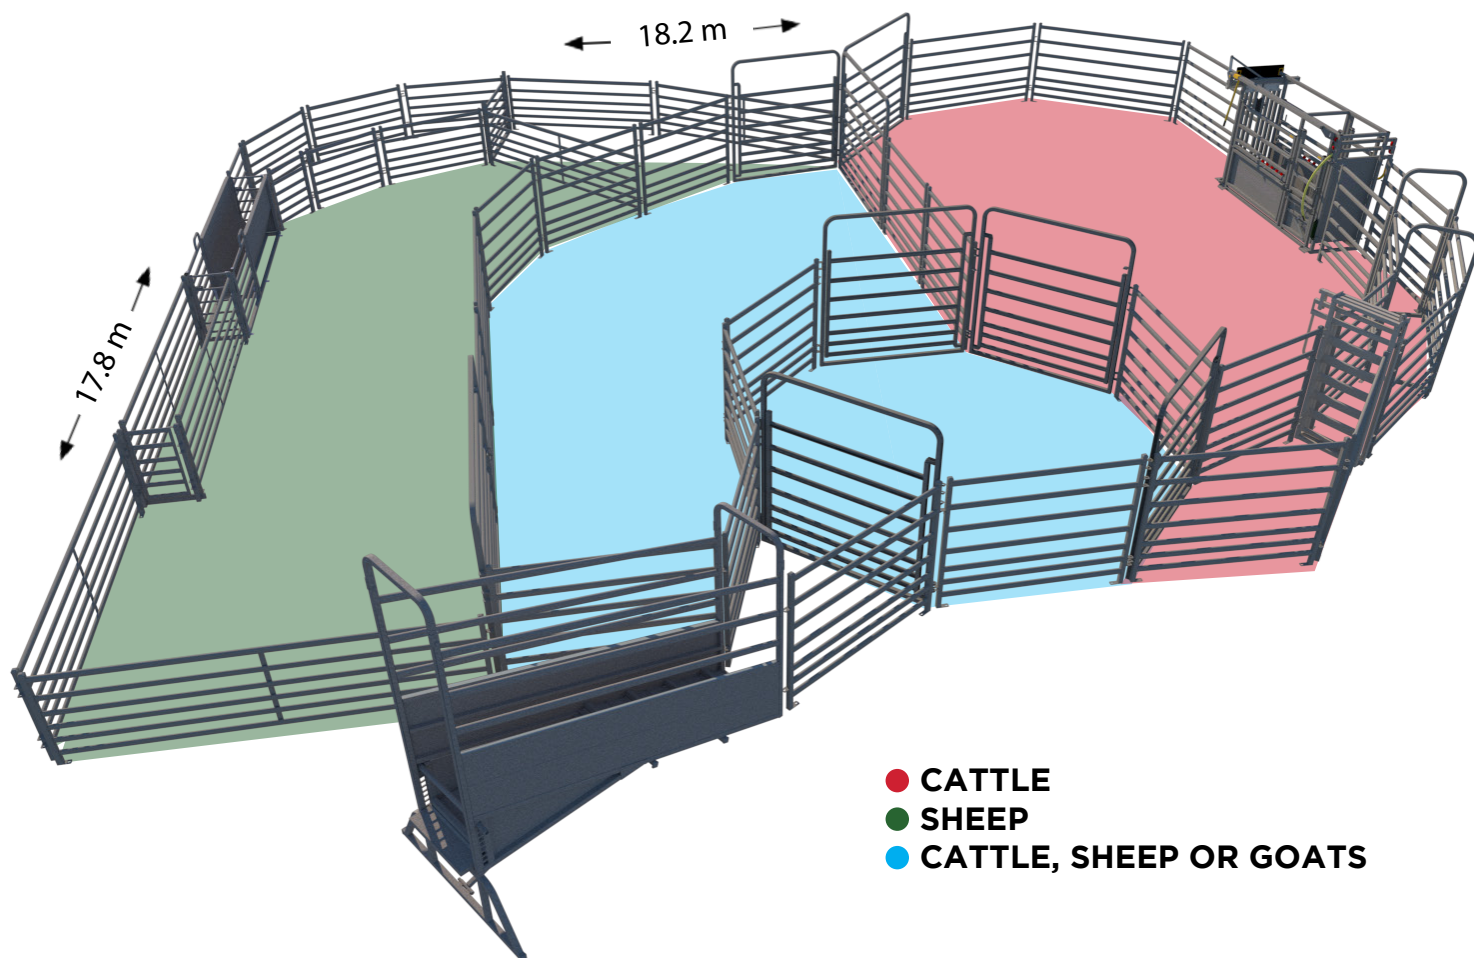 18.2 m
17.8 m
CATTLE
SHEEP
CATTLE, SHEEP OR GOATS